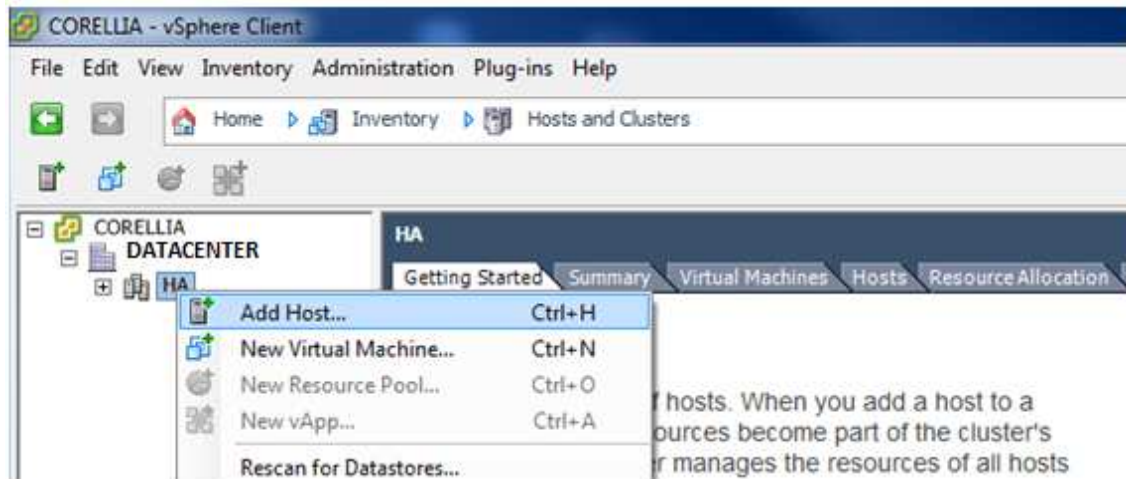 CORELLIA - vSphere Client
File Edit View Inventory Administration Plug-ins Help
Home Inventory Hosts and Clusters
CORELLIA
DATACENTER
HA
HA
Getting Started Summary Virtual Machines Hosts Resource Allocation
Add Host... Ctrl+H
New Virtual Machine... Ctrl+N
New Resource Pool... Ctrl+O
New vApp... Ctrl+A
Rescan for Datastores...
f hosts. When you add a host to a
ources become part of the cluster's
r manages the resources of all hosts